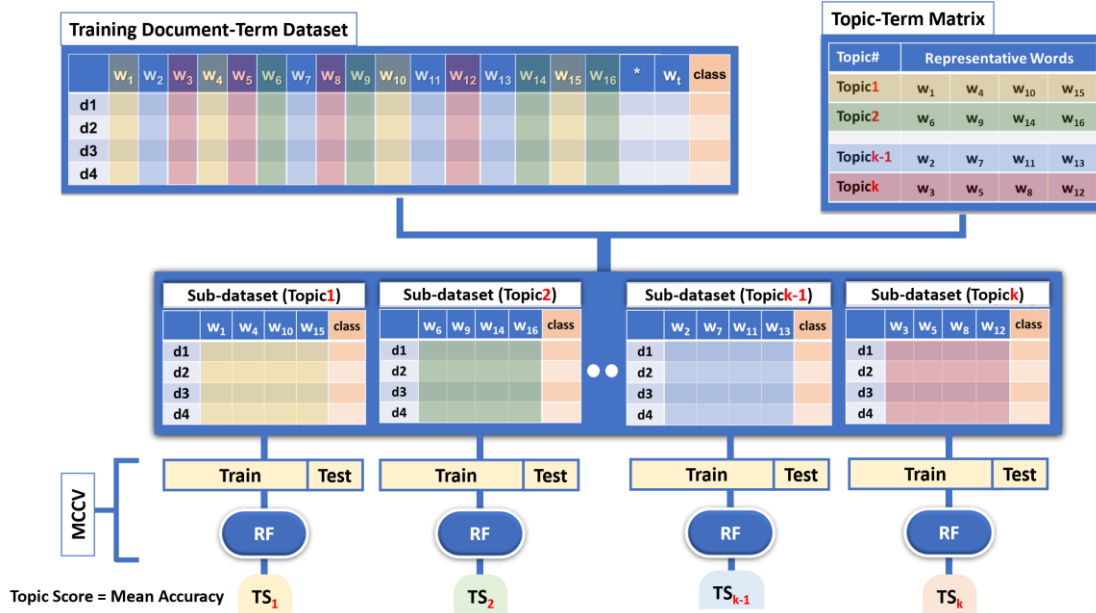 Training Document-Term Dataset
w1 w2 w3 w4 w5 w6 w7 w8 w9 w10 w11 w12 w13 w14 w15 w16 * wt class
d1
d2
d3
d4
Topic-Term Matrix
Topic# Representative Words
Topic1 w1 w4 w10 w15
Topic2 w6 w9 w14 w16
Topick-1 w2 w7 w11 w13
Topick w3 w5 w8 w12
Sub-dataset (Topic1)
w1 w4 w10 w15 class
d1
d2
d3
d4
Sub-dataset (Topic2)
w6 w9 w14 w16 class
d1
d2
d3
d4
Sub-dataset (Topick-1)
w2 w7 w11 w13 class
d1
d2
d3
d4
Sub-dataset (Topick)
w3 w5 w8 w12 class
d1
d2
d3
d4
MCCV
Train Test Train Test Train Test Train Test
RF RF RF RF
Topic Score = Mean Accuracy TS1 TS2 TSk-1 TSk